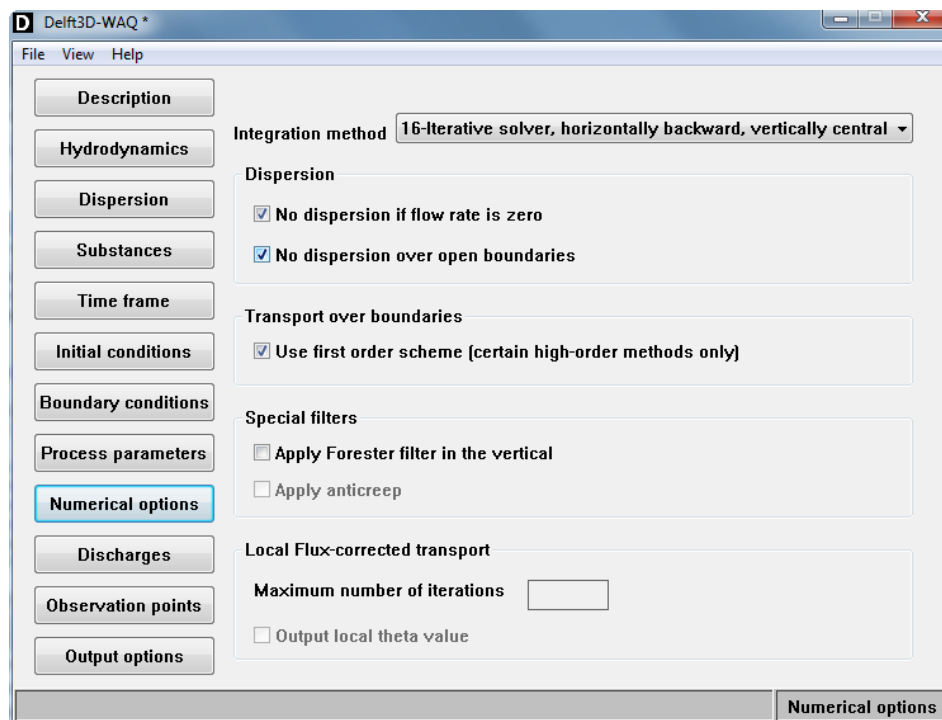 D Delft3D-WAQ *
File View Help
Description
Hydrodynamics
Dispersion
Substances
Time frame
Initial conditions
Boundary conditions
Process parameters
Numerical options
Discharges
Observation points
Output options
Integration method 16-Iterative solver, horizontally backward, vertically central
Dispersion
No dispersion if flow rate is zero
No dispersion over open boundaries
Transport over boundaries
Use first order scheme (certain high-order methods only)
Special filters
Apply Forester filter in the vertical
Apply anticreep
Local Flux-corrected transport
Maximum number of iterations
Output local theta value
Numerical options